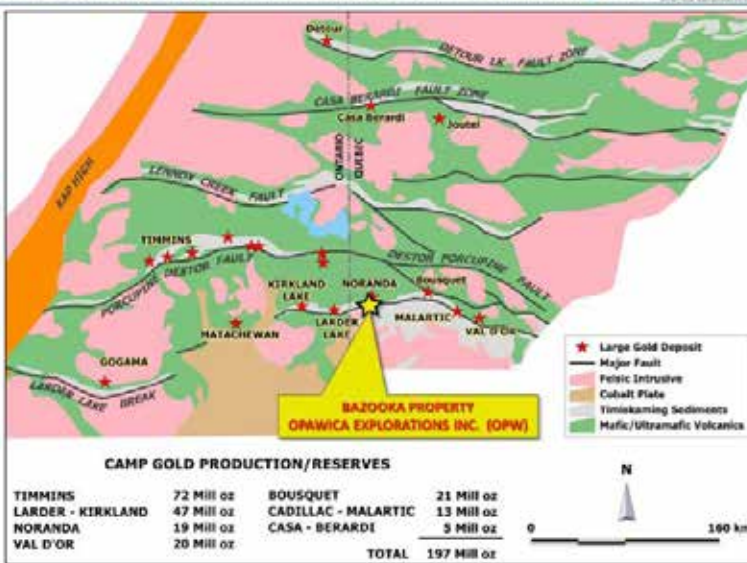 Detour
DETOUR LK. FAULT ZONE
CASA BERARDI FAULT ZONE
Casa Berardi
Joutel
ONTARIO
QUEBEC
KAP HIGH
LENNOX CREEK FAULT
TIMMINS
PORCUPINE DESTOR FAULT
DESTOR PORCUPINE FAULT
KIRKLAND
LAKE
NORANDA
Bousquet
LARDER
LAKE
MALARTIC
VAL D'OR
MATACHEWAN
GOGAMA
LARDER LAKE BREAK
BAZOOKA PROPERTY
OPAWICA EXPLORATIONS INC. (OPW)
Large Gold Deposit
Major Fault
Felsic Intrusive
Cobalt Plate
Timiskaming Sediments
Mafic/Ultramafic Volcanics
CAMP GOLD PRODUCTION/RESERVES
TIMMINS 72 Mill oz BOUSQUET 21 Mill oz
LARDER - KIRKLAND 47 Mill oz CADILLAC - MALARTIC 13 Mill oz
NORANDA 19 Mill oz CASA - BERARDI 5 Mill oz
VAL D'OR 20 Mill oz
TOTAL 197 Mill oz
N
0 160 km